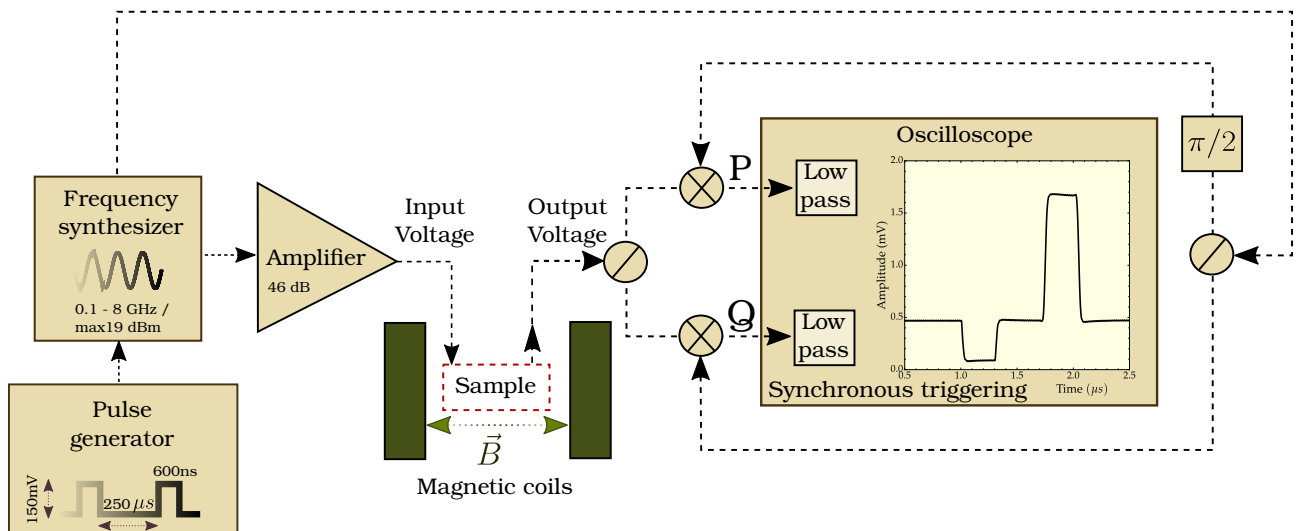 Frequency
synthesizer
0.1 - 8 GHz /
max19 dBm
Pulse
generator
150mV
250 μs
600ns
Amplifier
46 dB
Input
Voltage
Output
Voltage
Sample
B⃗
Magnetic coils
P
Q
Low
pass
Low
pass
Oscilloscope
Amplitude (mV)
2.0
1.5
1.0
0.5
0.0
0.5
1.0
1.5
2.0
2.5
Time (μs)
Synchronous triggering
π/2